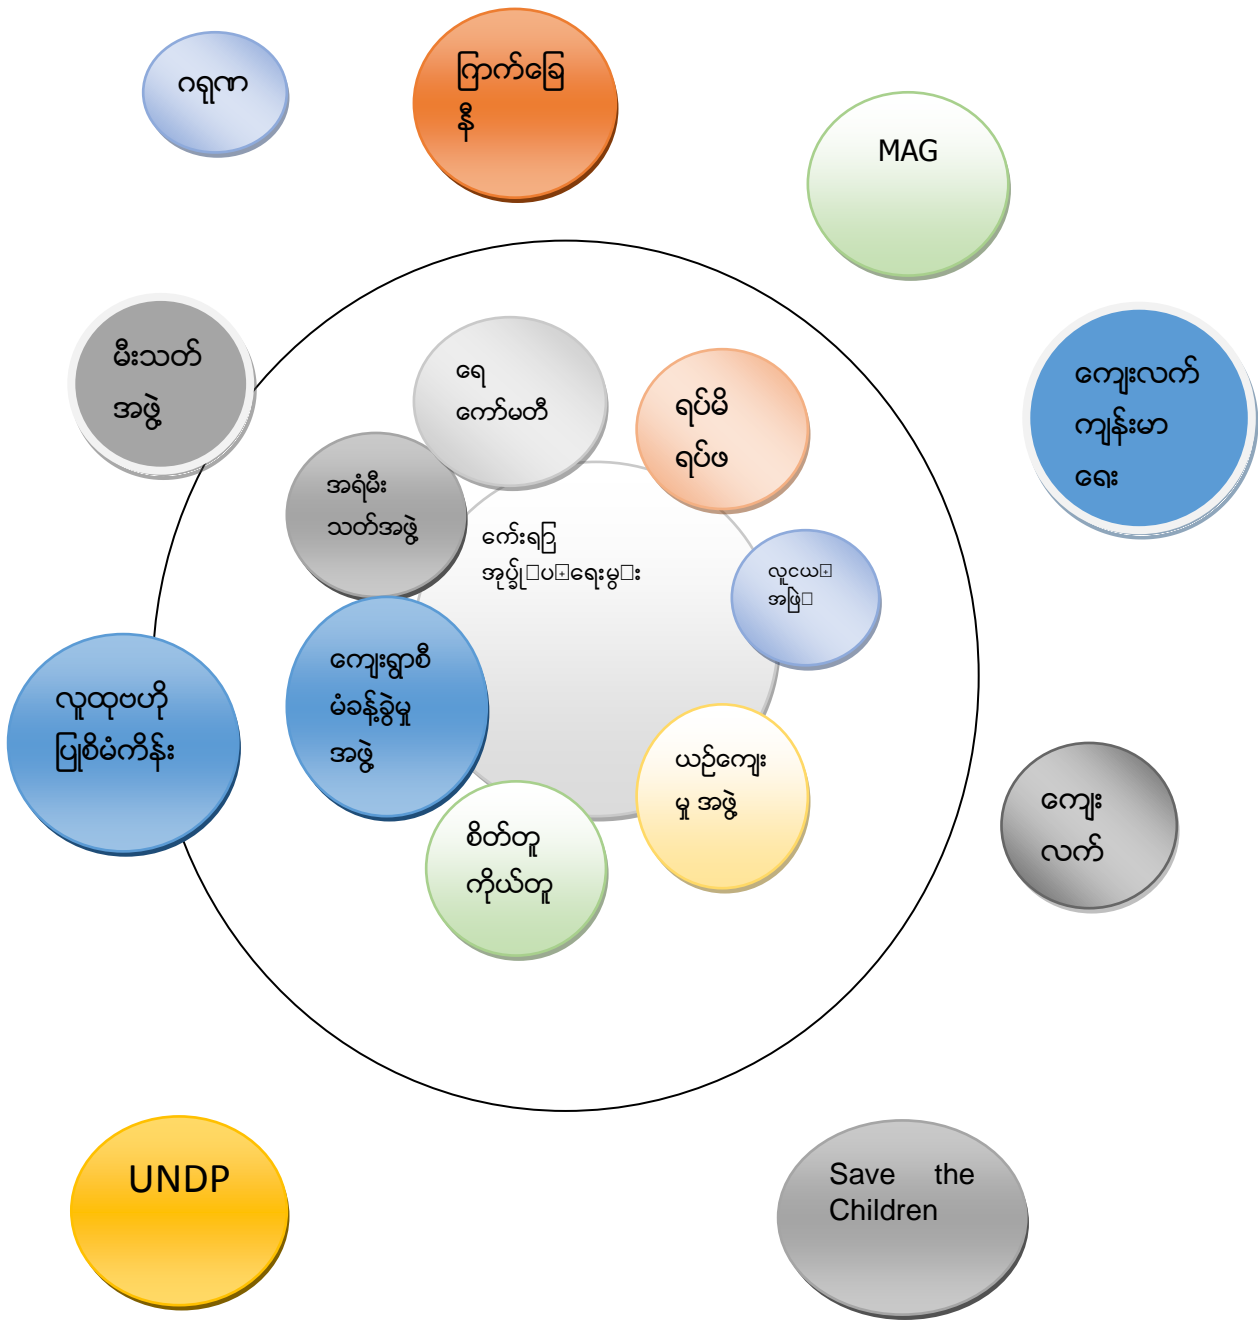 ဂရုဏ
ကြာက်ခြေ
နီ
MAG
မီးသတ်
အဖွဲ့
ကျေးလက်
ကျန်းမာ
ရေး
ရေ
ကော်မတီ
ရပ်မိ
ရပ်ဖ
အရံမီး
သတ်အဖွဲ့
လူငယ
ကျေးရွာစီ
မံခန့်ခွဲမှု
အဖွဲ့
လူထုဗဟို
ပြုစီမံကိန်း
ယဉ်ကျေး
မှု အဖွဲ့
စိတ်တူ
ကိုယ်တူ
ကျေး
လက်
UNDP
Save the
Children